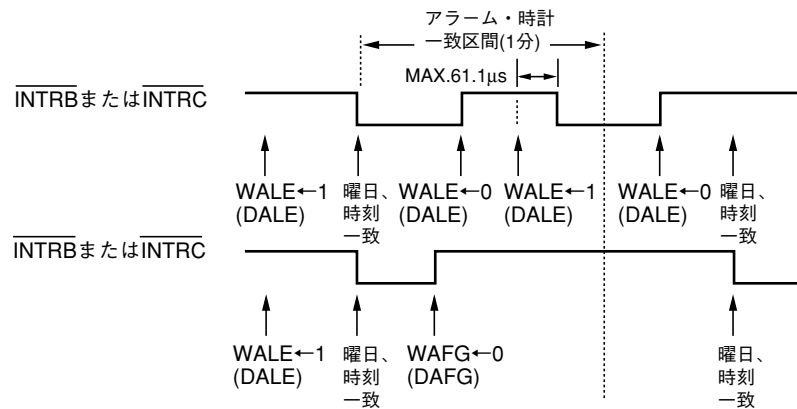 アラーム・時計
一致区間(1分)
MAX.61.1µs
INTRBまたはINTRC
WALE←1
(DALE)
曜日、
時刻
一致
WALE←0
(DALE)
WALE←1
(DALE)
WALE←0
(DALE)
曜日、
時刻
一致
INTRBまたはINTRC
WALE←1
(DALE)
曜日、
時刻
一致
WAFG←0
(DAFG)
曜日、
時刻
一致